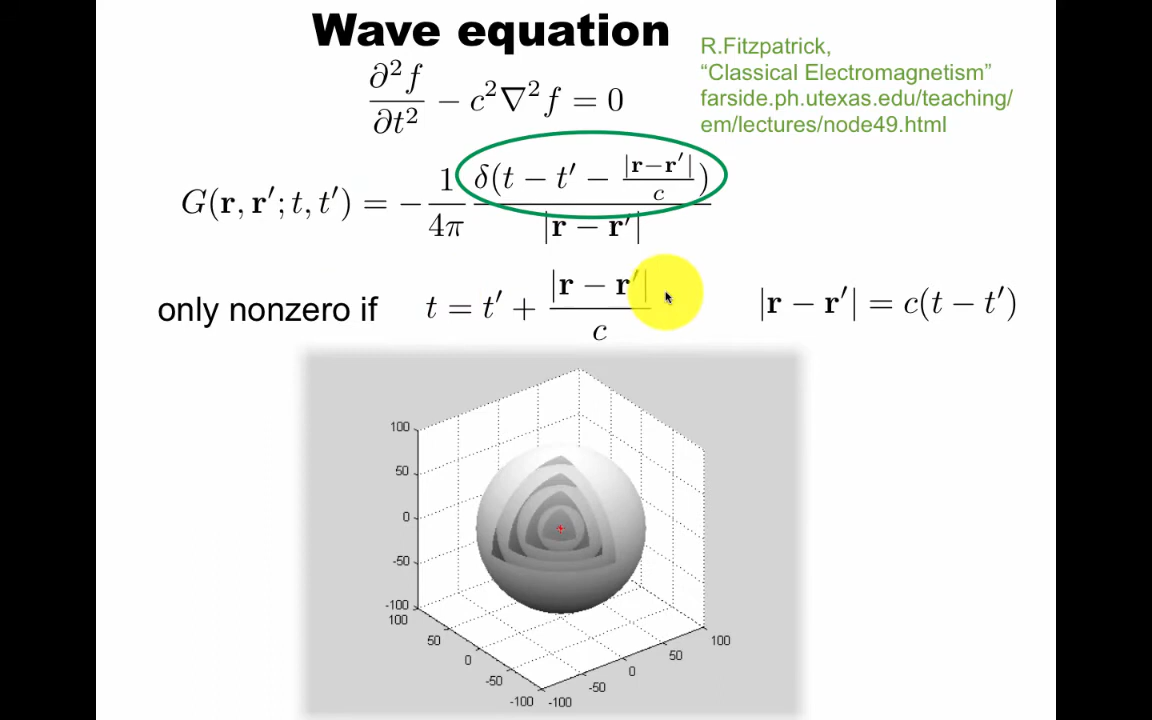 Wave equation
R.Fitzpatrick,
“Classical Electromagnetism”
farside.ph.utexas.edu/teaching/
em/lectures/node49.html
∂²f/∂t² − c²∇²f = 0
G(r, r′; t, t′) = −1/4π δ(t − t′ − |r−r′|/c)/|r − r′|
only nonzero if t = t′ + |r − r′|/c |r − r′| = c(t − t′)
100
50
0
-50
-100
100
50
0
-50
-100
-100
-50
0
50
100